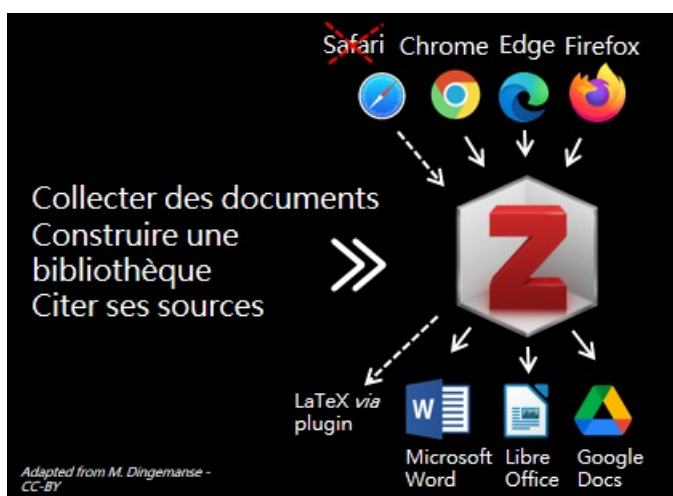 Safari Chrome Edge Firefox
Collecter des documents
Construire une
bibliothèque
Citer ses sources
Z
LaTeX via
plugin
W
Microsoft
Word
Libre
Office
Google
Docs
Adapted from M. Dingemanse -
CC-BY